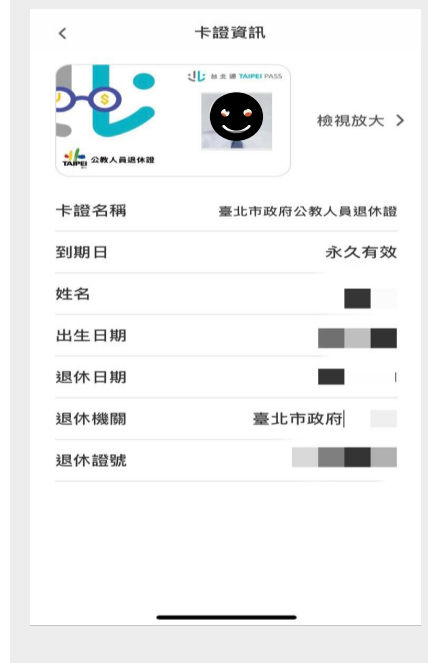 卡證資訊
台北通 TAIPEI PASS
$
檢視放大
TAIPEI
公教人員退休證
卡證名稱 臺北市政府公教人員退休證
到期日 永久有效
姓名
出生日期
退休日期
退休機關 臺北市政府
退休證號